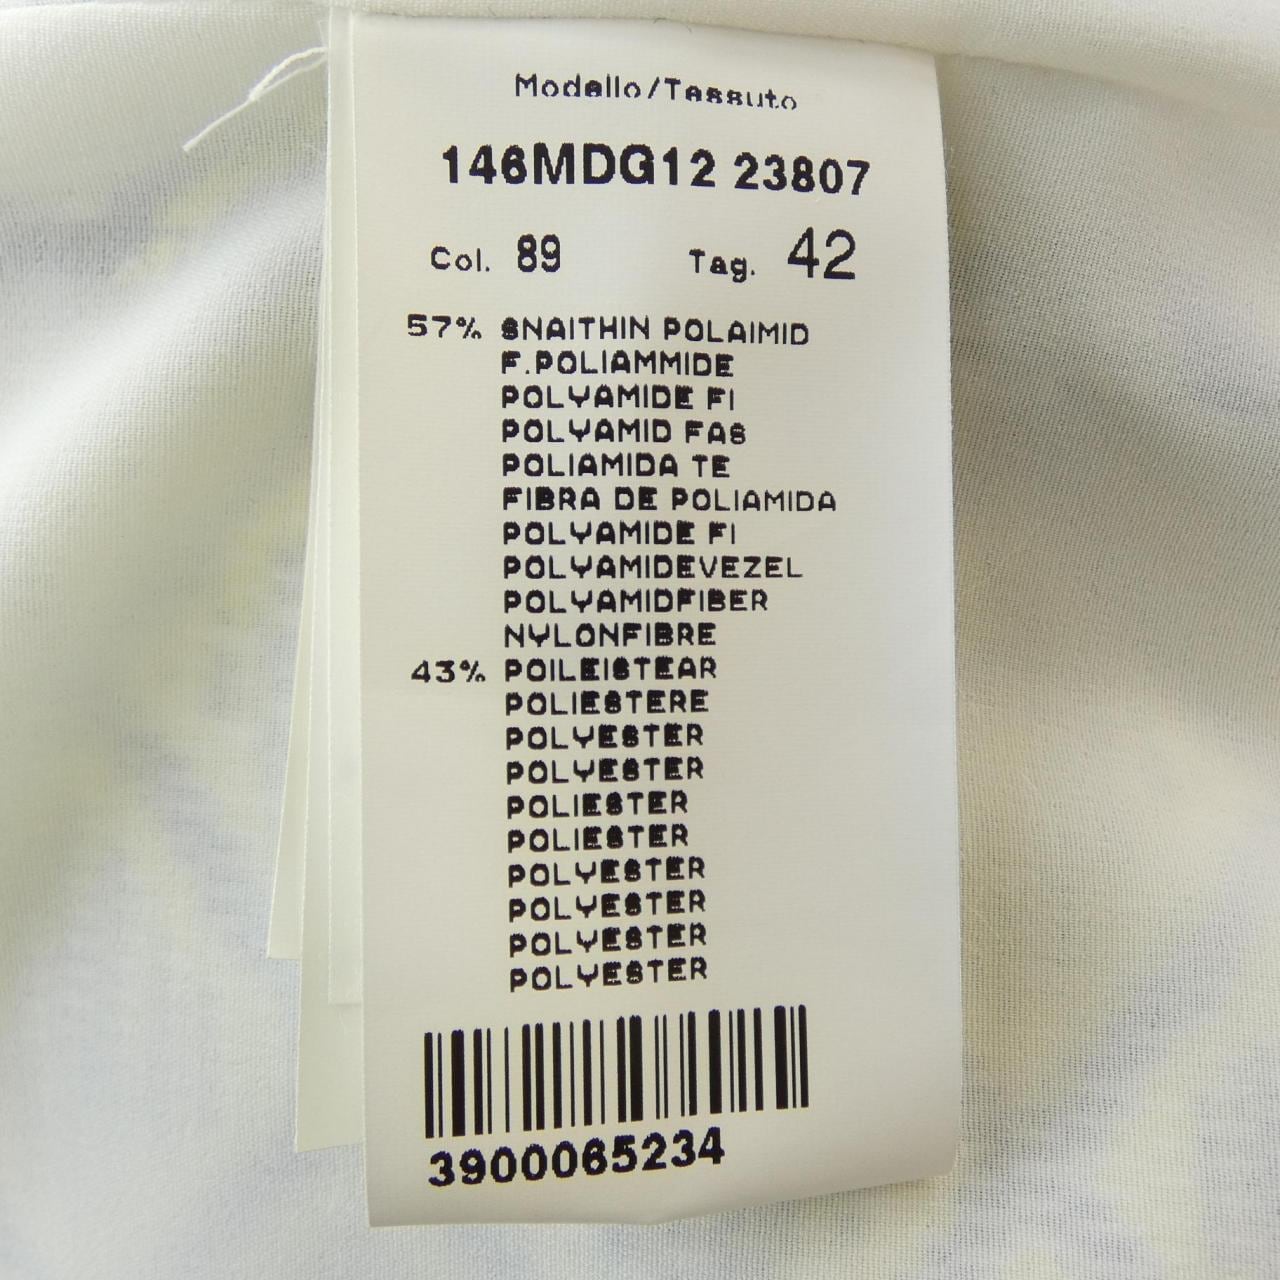 Modello/Tessuto
146MDG12 23807
Col. 89 Tag. 42
57% SNAITHIN POLAIMID
F.POLIAMMIDE
POLYAMIDE FI
POLYAMID FAS
POLIAMIDA TE
FIBRA DE POLIAMIDA
POLYAMIDE FI
POLYAMIDEVEZEL
POLYAMIDFIBER
NYLONFIBRE
43% POILEISTEAR
POLIESTERE
POLYESTER
POLYESTER
POLIESTER
POLIESTER
POLYESTER
POLYESTER
POLYESTER
POLYESTER
3900065234